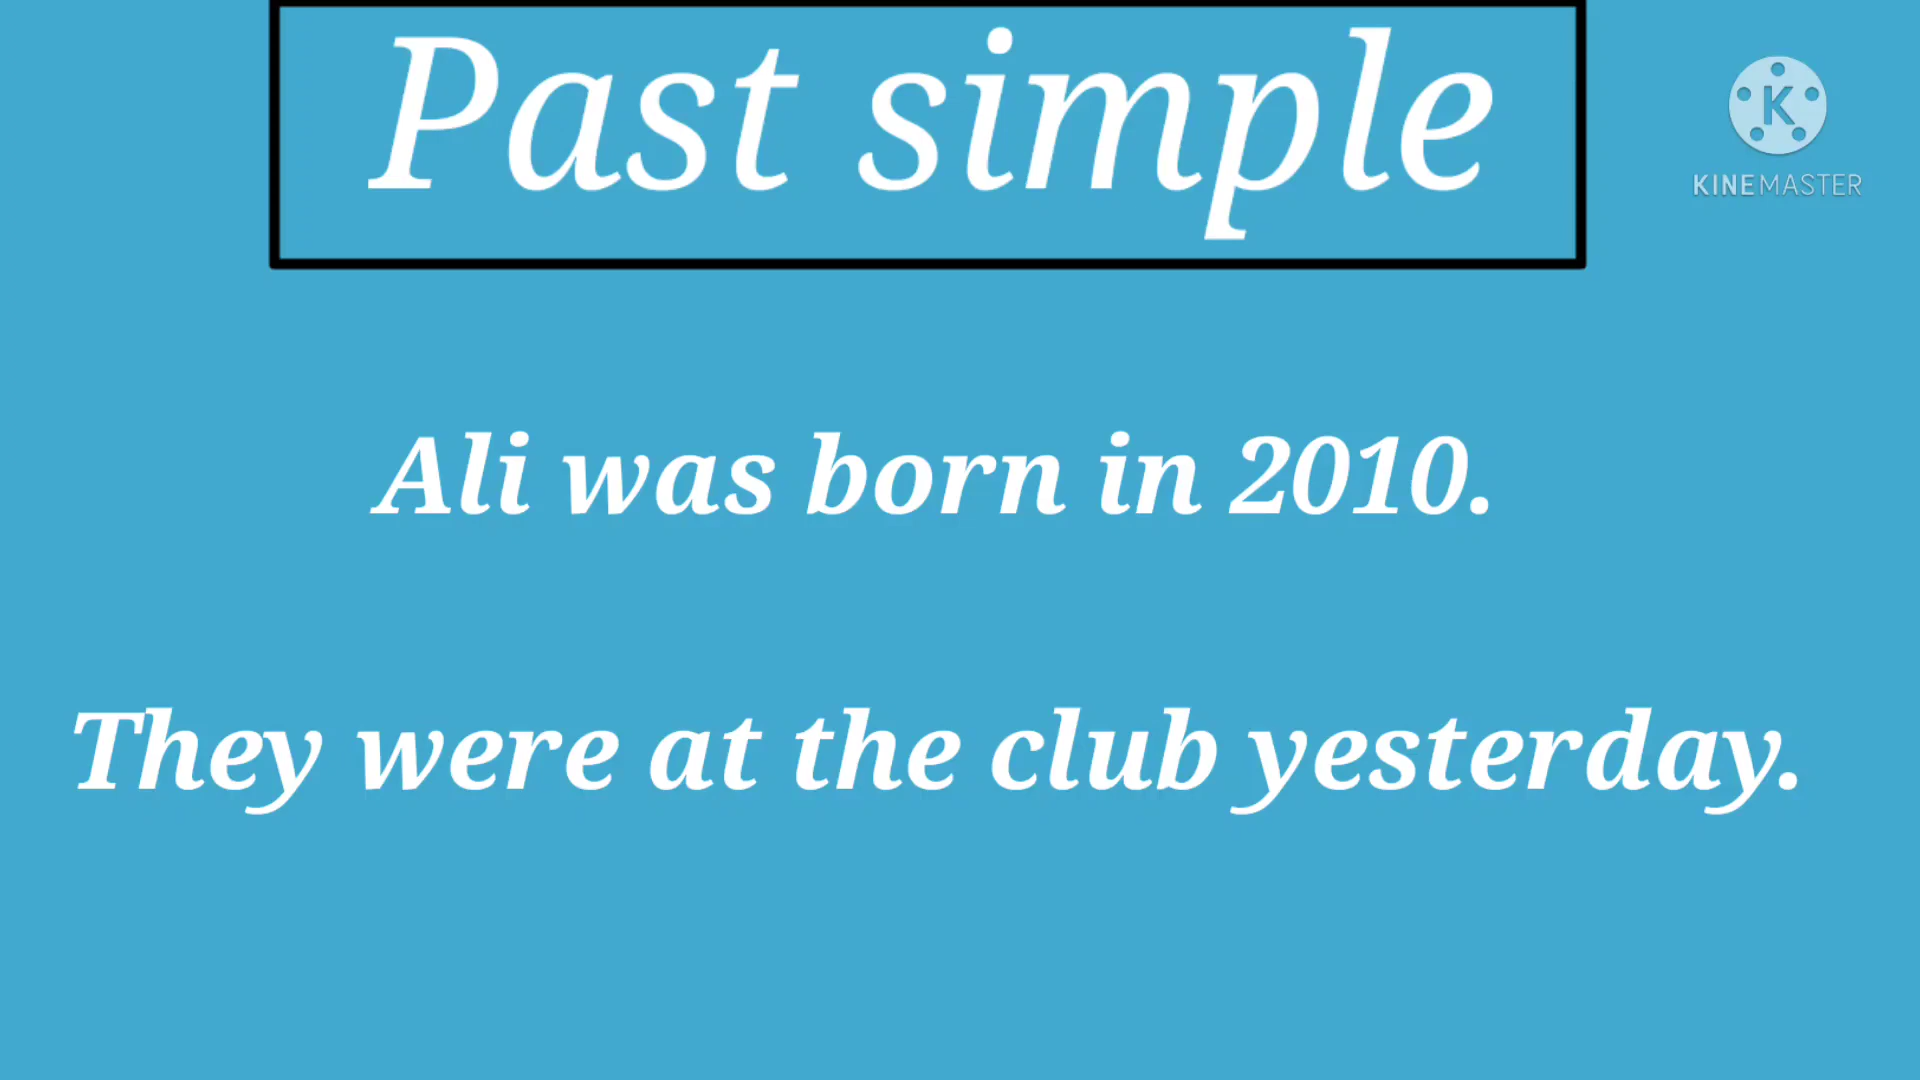 Past simple
K
KINEMASTER
Ali was born in 2010.
They were at the club yesterday.